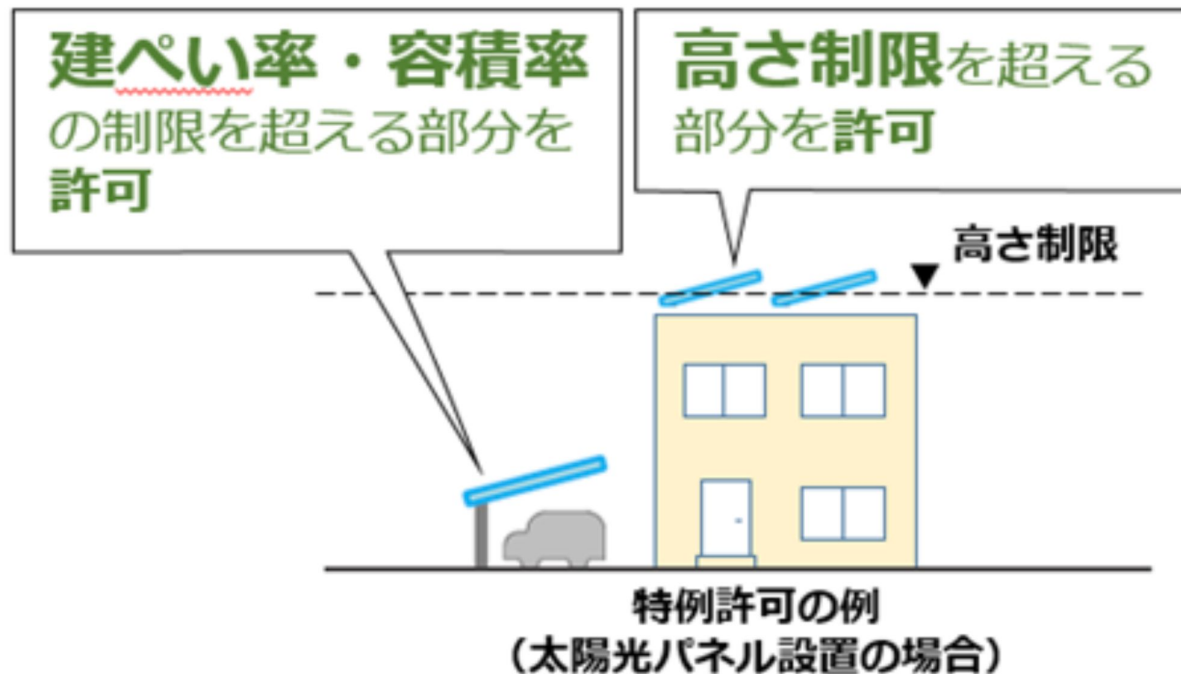 建ぺい率・容積率
の制限を超える部分を
許可
高さ制限を超える
部分を許可
高さ制限
特例許可の例
（太陽光パネル設置の場合）